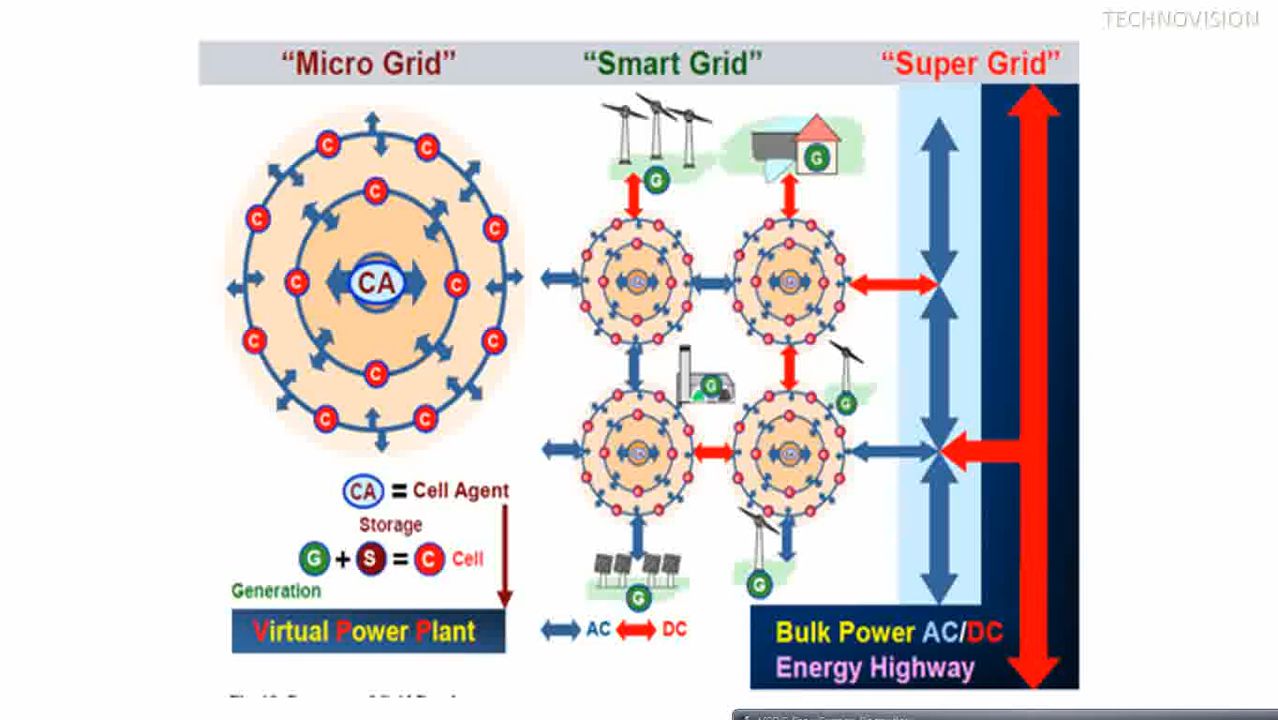 TECHNOVISION
“Micro Grid” “Smart Grid” “Super Grid”
C C
C
C C
G
G
C CA C
C C
C
C C
G
G
CA = Cell Agent
Storage
G + S = C Cell
Generation
G
G
AC DC
Virtual Power Plant
Bulk Power AC/DC
Energy Highway